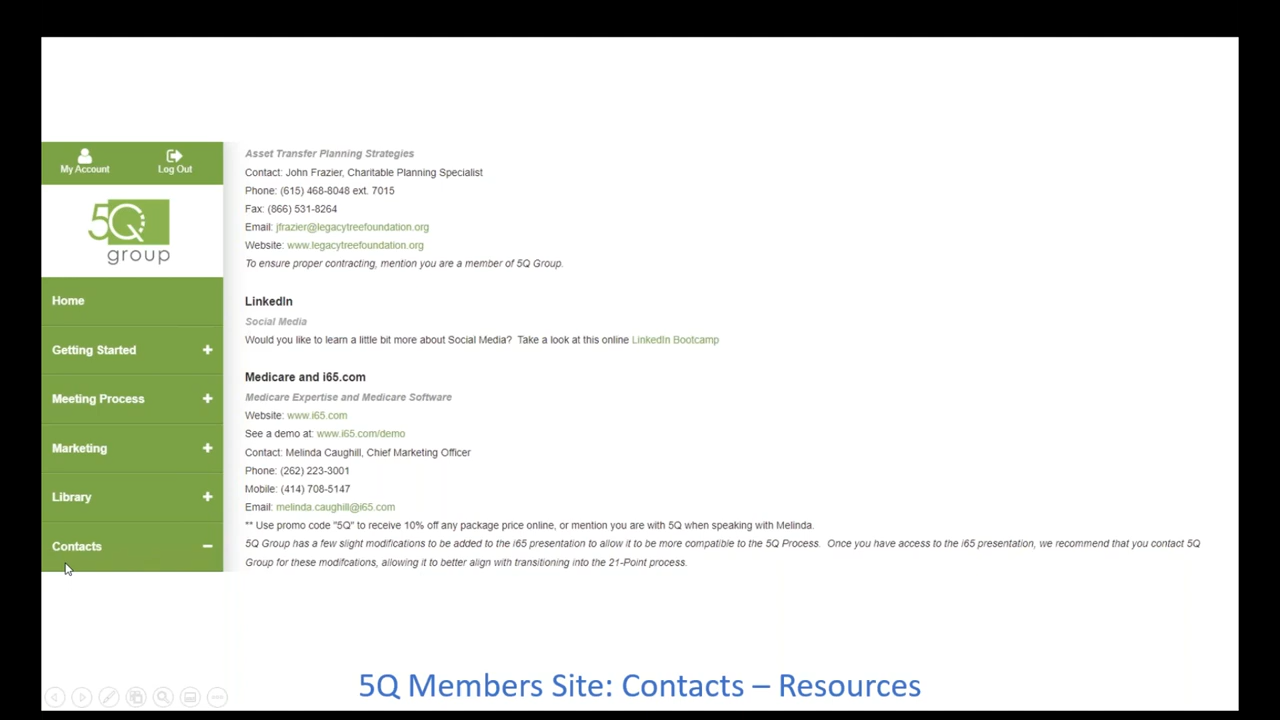 My Account
Log Out
5Q
group
Home
Getting Started
Meeting Process
Marketing
Library
Contacts
Asset Transfer Planning Strategies
Contact: John Frazier, Charitable Planning Specialist
Phone: (615) 468-8048 ext. 7015
Fax: (866) 531-8264
Email: jfrazier@legacytreefoundation.org
Website: www.legacytreefoundation.org
To ensure proper contracting, mention you are a member of 5Q Group.
LinkedIn
Social Media
Would you like to learn a little bit more about Social Media?  Take a look at this online LinkedIn Bootcamp
Medicare and i65.com
Medicare Expertise and Medicare Software
Website: www.i65.com
See a demo at: www.i65.com/demo
Contact: Melinda Caughill, Chief Marketing Officer
Phone: (262) 223-3001
Mobile: (414) 708-5147
Email: melinda.caughill@i65.com
** Use promo code "5Q" to receive 10% off any package price online, or mention you are with 5Q when speaking with Melinda.
5Q Group has a few slight modifications to be added to the i65 presentation to allow it to be more compatible to the 5Q Process.  Once you have access to the i65 presentation, we recommend that you contact 5Q
Group for these modifcations, allowing it to better align with transitioning into the 21-Point process.
5Q Members Site: Contacts – Resources